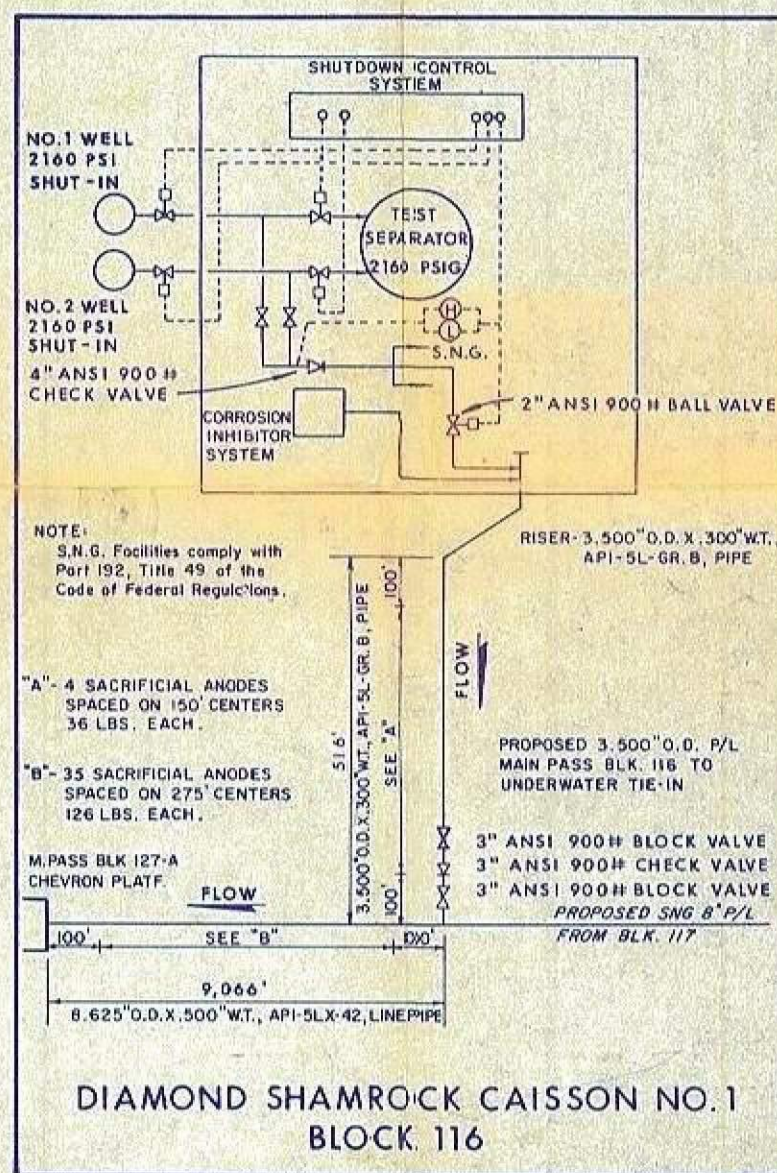 SHUTDOWN CONTROL
SYSTEM
NO.1 WELL
2160 PSI
SHUT-IN
TEST
SEPARATOR
2160 PSIG
NO.2 WELL
2160 PSI
SHUT-IN
H
L
S.N.G.
4" ANSI 900#
CHECK VALVE
2" ANSI 900# BALL VALVE
CORROSION
INHIBITOR
SYSTEM
NOTE:
S.N.G. Facilities comply with
Part 192, Title 49 of the
Code of Federal Regulations.
RISER-3.500"O.D.X.300"W.T.,
API-5L-GR.B, PIPE
516'
3.500"O.D.X.300"W.T., API-5L-GR.B, PIPE
100'
SEE "A"
100'
FLOW
"A"- 4 SACRIFICIAL ANODES
SPACED ON 150' CENTERS
36 LBS. EACH.
"B"- 35 SACRIFICIAL ANODES
SPACED ON 275' CENTERS
126 LBS. EACH.
PROPOSED 3.500"O.D. P/L
MAIN PASS BLK. 116 TO
UNDERWATER TIE-IN
3" ANSI 900# BLOCK VALVE
3" ANSI 900# CHECK VALVE
3" ANSI 900# BLOCK VALVE
PROPOSED SNG 8" P/L
FROM BLK. 117
M.PASS BLK 127-A
CHEVRON PLATF.
FLOW
100'
SEE "B"
100'
9,066'
8.625"O.D.X.500"W.T., API-5LX-42, LINEPIPE
DIAMOND SHAMROCK CAISSON NO.1
BLOCK 116